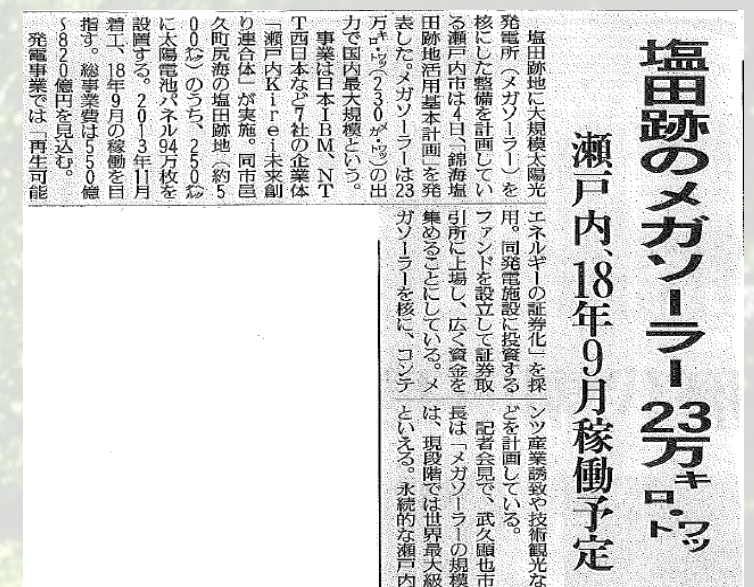 塩田跡のメガソーラー23万キロ・ワッ
ト
瀬戸内、18年9月稼働予定
塩田跡地に大規模太陽光
発電所（メガソーラー）を
核にした整備を計画してい
る瀬戸内市は4日、「錦海塩
田跡地活用基本計画」を発
表した。メガソーラーは23
万キロ・ワット（230メガ・ワット）の出
力で国内最大規模という。
事業は日本IBM、NT
T西日本など7社の企業体
「瀬戸内Kirei未来創
り連合体」が実施。同市邑
久町尻海の塩田跡地（約5
00㌶）のうち、250㌶
に太陽電池パネル94万枚を
設置する。2013年11月
着工、18年9月の稼働を目
指す。総事業費は550億
～820億円を見込む。
発電事業では「再生可能
エネルギーの証券化」を採
用。同発電施設に投資する
ファンドを設立して証券取
引所に上場し、広く資金を
集めることにしている。メ
ガソーラーを核に、コンテ
ンツ産業誘致や技術観光な
どを計画している。
記者会見で、武久顕也市
長は「メガソーラーの規模
は、現段階では世界最大級
といえる。永続的な瀬戸内